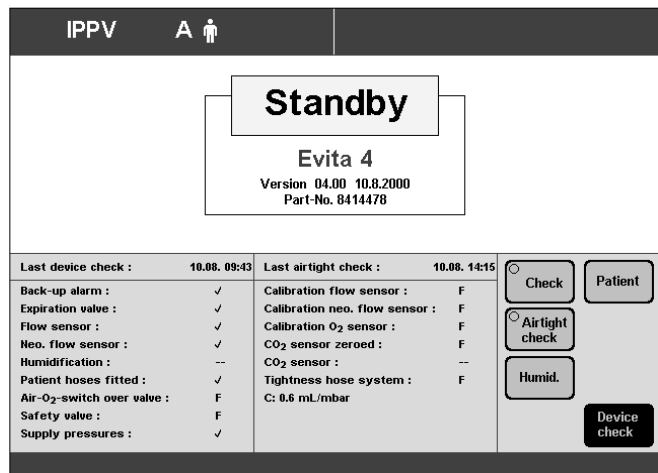 IPPV A
Standby
Evita 4
Version 04.00 10.8.2000
Part-No. 8414478
Last device check : 10.08. 09:43
Back-up alarm : ✓
Expiration valve : ✓
Flow sensor : ✓
Neo. flow sensor : ✓
Humidification : --
Patient hoses fitted : ✓
Air-O₂-switch over valve : F
Safety valve : F
Supply pressures : ✓
Last airtight check : 10.08. 14:15
Calibration flow sensor : F
Calibration neo. flow sensor : F
Calibration O₂ sensor : F
CO₂ sensor zeroed : F
CO₂ sensor : --
Tightness hose system : F
C: 0.6 mL/mbar
Check
Patient
Airtight
check
Humid.
Device
check